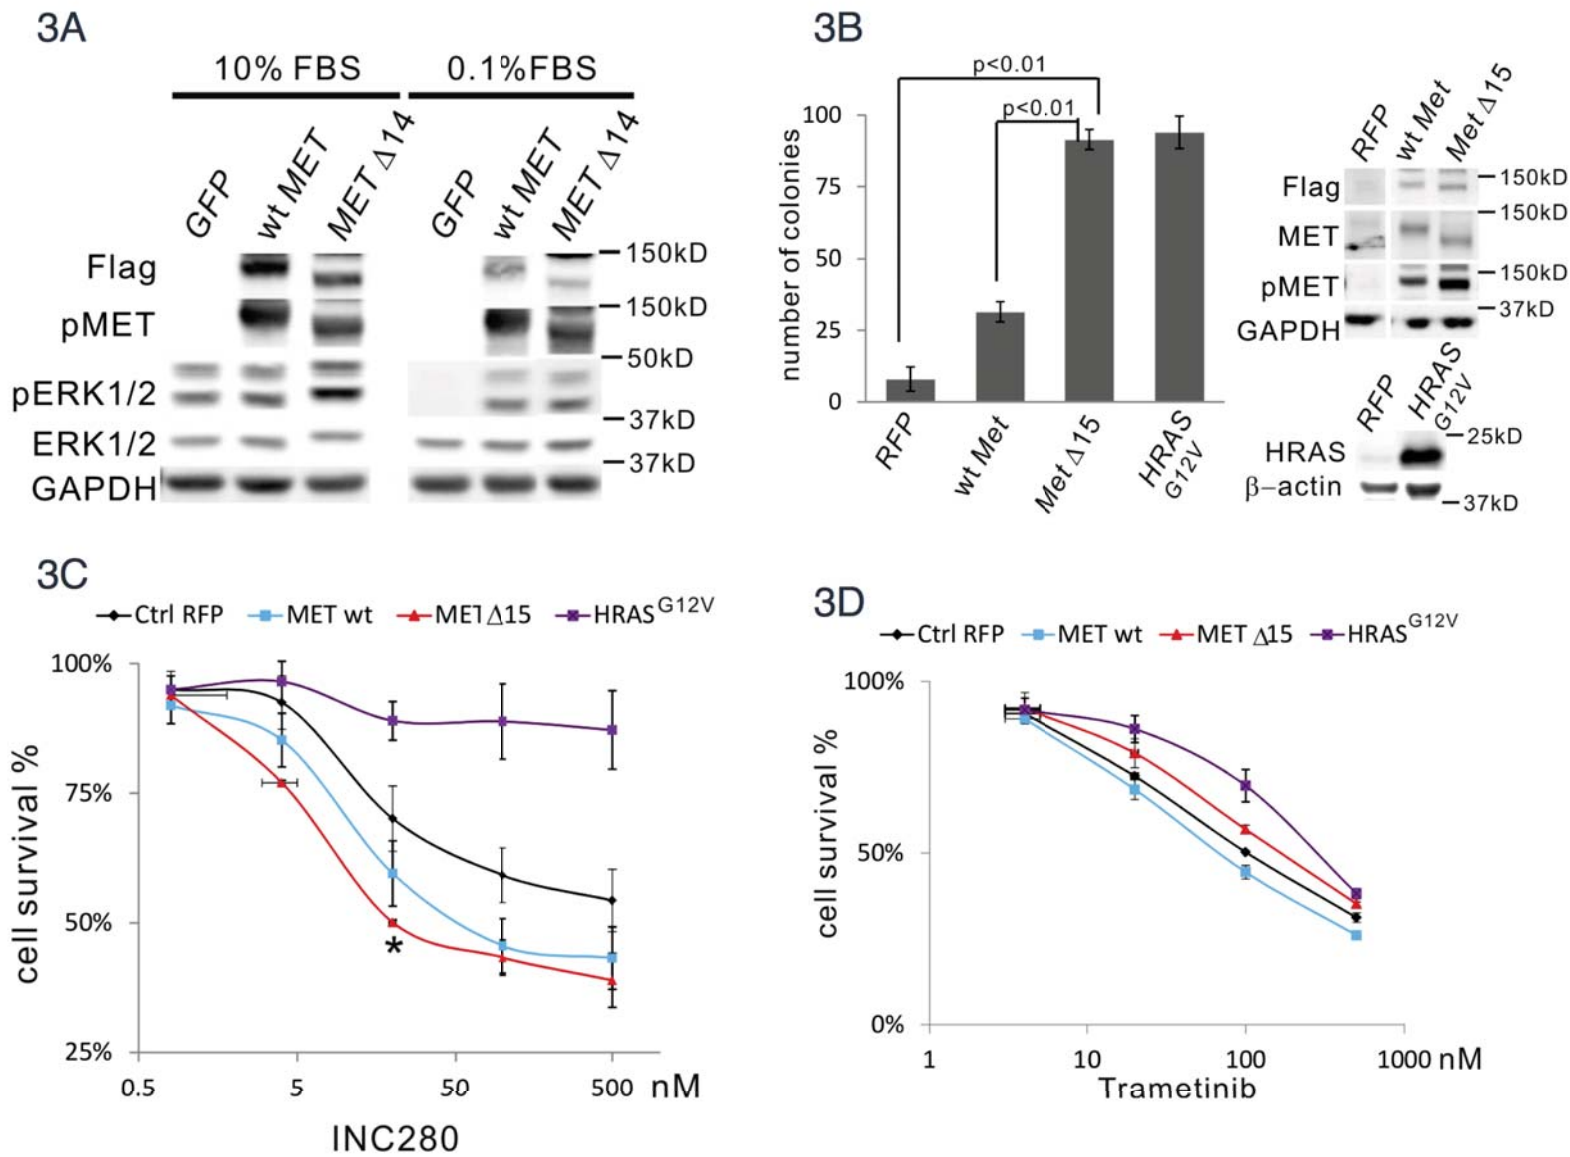 3A
10% FBS
0.1%FBS
GFP
wt MET
MET Δ14
GFP
wt MET
MET Δ14
Flag
150kD
pMET
150kD
50kD
pERK1/2
37kD
ERK1/2
37kD
GAPDH
3B
p<0.01
p<0.01
number of colonies
100
75
50
25
0
RFP
wt Met
Met Δ15
HRAS
G12V
RFP
wt Met
Met Δ15
Flag
150kD
150kD
MET
pMET
150kD
37kD
GAPDH
RFP
HRAS
G12V
25kD
HRAS
β-actin
37kD
3C
Ctrl RFP
MET wt
MET Δ15
HRAS G12V
cell survival %
100%
75%
50%
25%
0.5
5
50
500 nM
INC280
*
3D
Ctrl RFP
MET wt
MET Δ15
HRAS G12V
cell survival %
100%
50%
0%
1
10
100
1000 nM
Trametinib